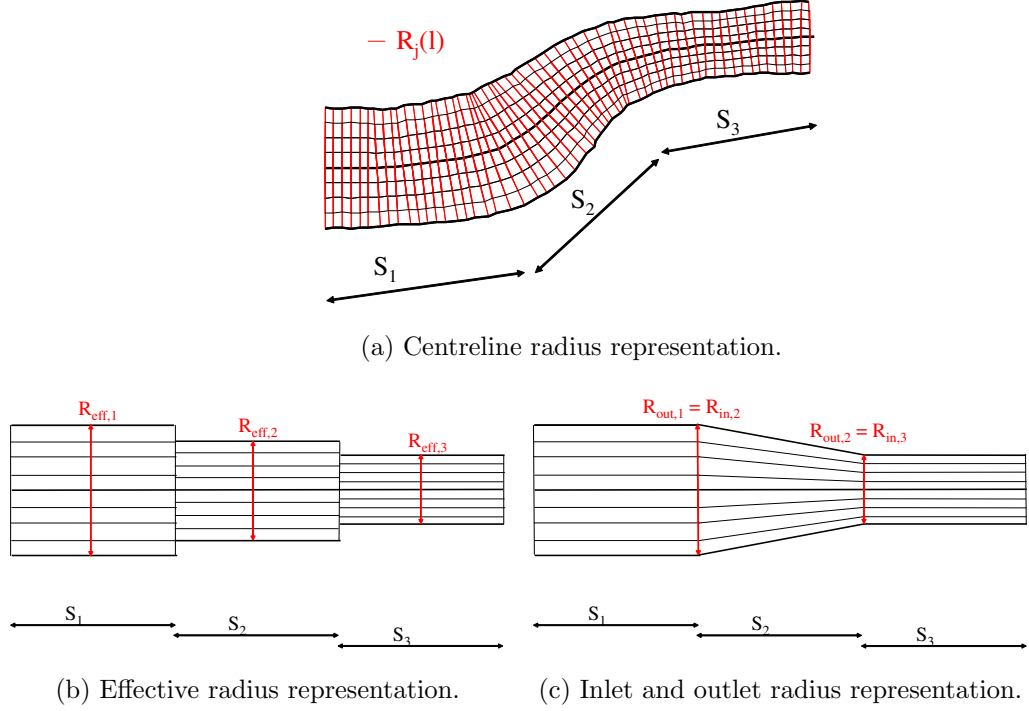 – R_j(l)
S_3
S_2
S_1
(a) Centreline radius representation.
R_eff,1
R_eff,2
R_eff,3
S_1
S_2
S_3
(b) Effective radius representation.
R_out,1 = R_in,2
R_out,2 = R_in,3
S_1
S_2
S_3
(c) Inlet and outlet radius representation.